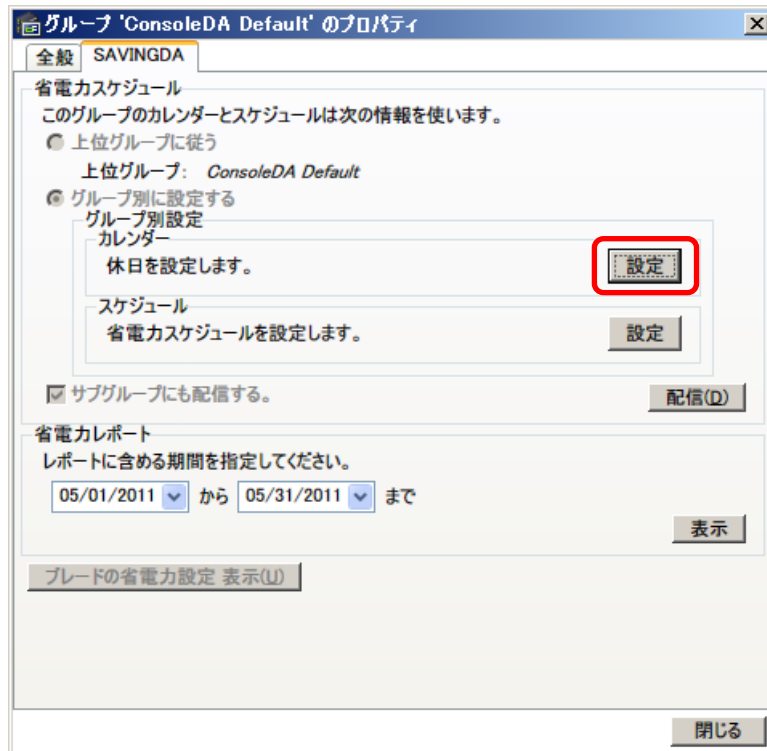 グループ 'ConsoleDA Default' のプロパティ
全般 SAVINGDA
省電力スケジュール
このグループのカレンダーとスケジュールは次の情報を使います。
上位グループに従う
上位グループ: ConsoleDA Default
グループ別に設定する
グループ別設定
カレンダー
休日を設定します。 設定
スケジュール
省電力スケジュールを設定します。 設定
サブグループにも配信する。 配信(D)
省電力レポート
レポートに含める期間を指定してください。
05/01/2011 から 05/31/2011 まで
表示
ブレードの省電力設定 表示(U)
閉じる